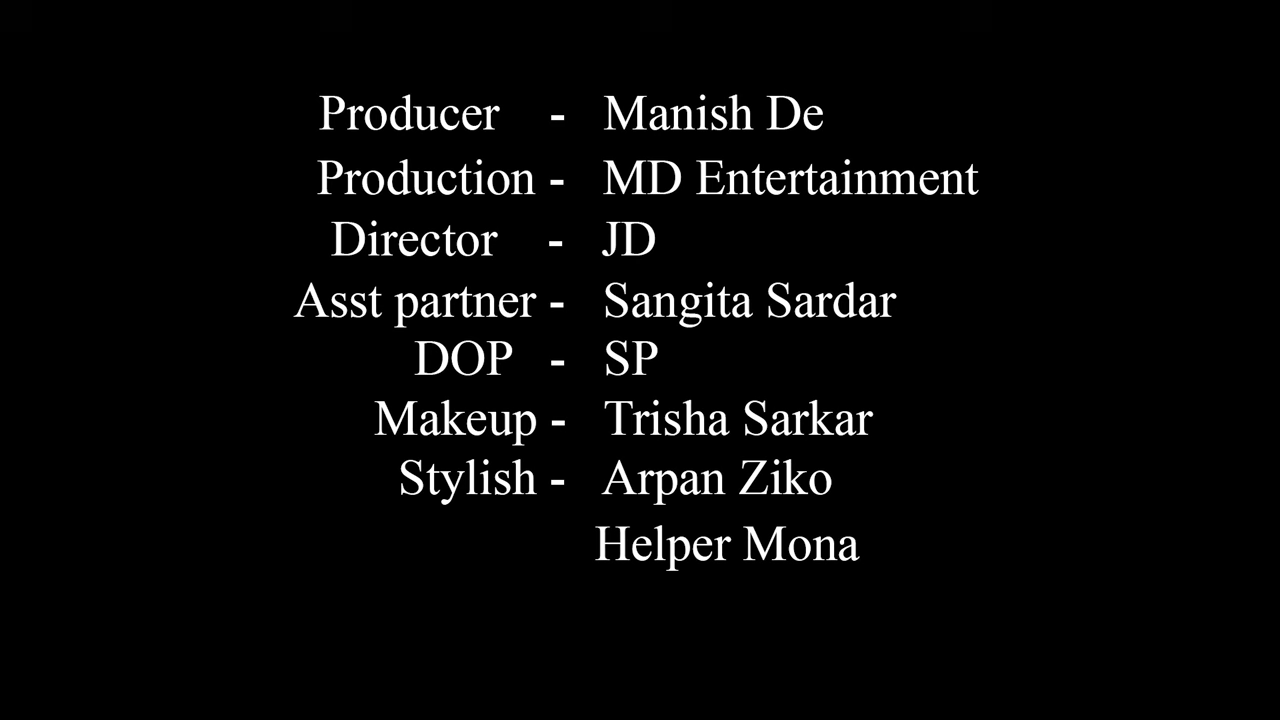 Producer - Manish De
Production - MD Entertainment
Director - JD
Asst partner - Sangita Sardar
DOP - SP
Makeup - Trisha Sarkar
Stylish - Arpan Ziko
Helper Mona